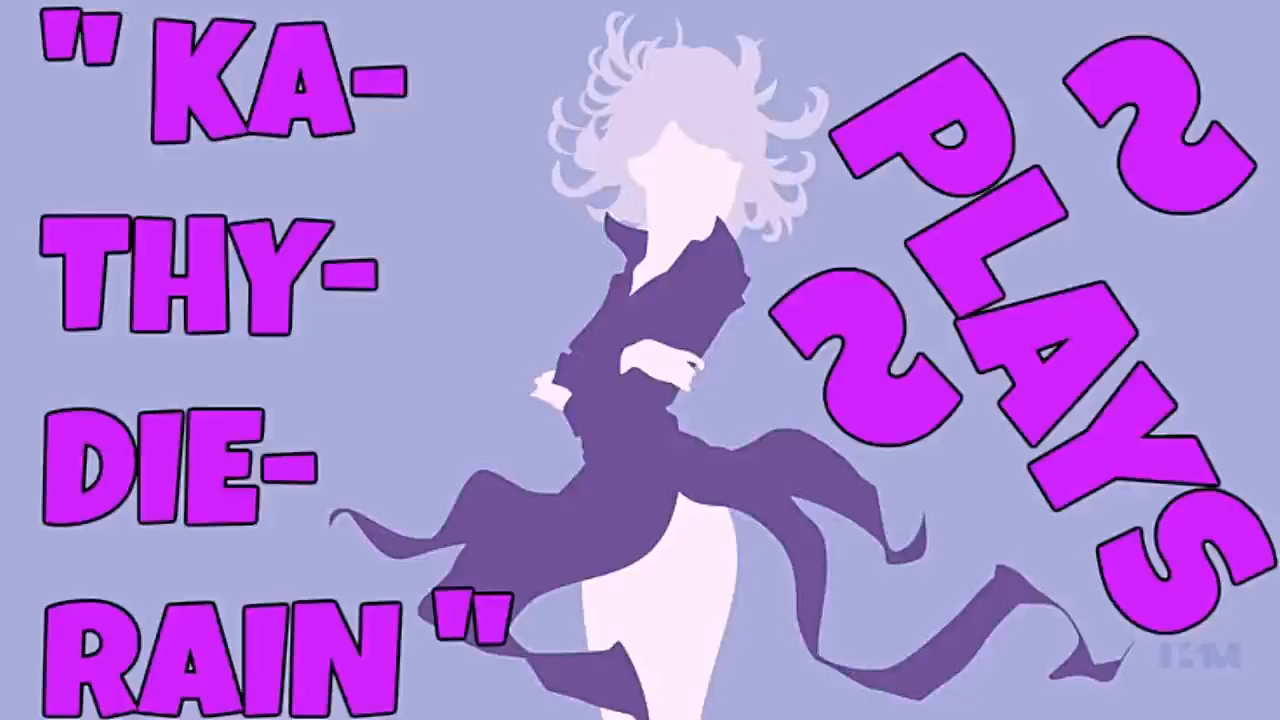 " KA-
THY-
DIE-
RAIN "
~ PLAYS ~